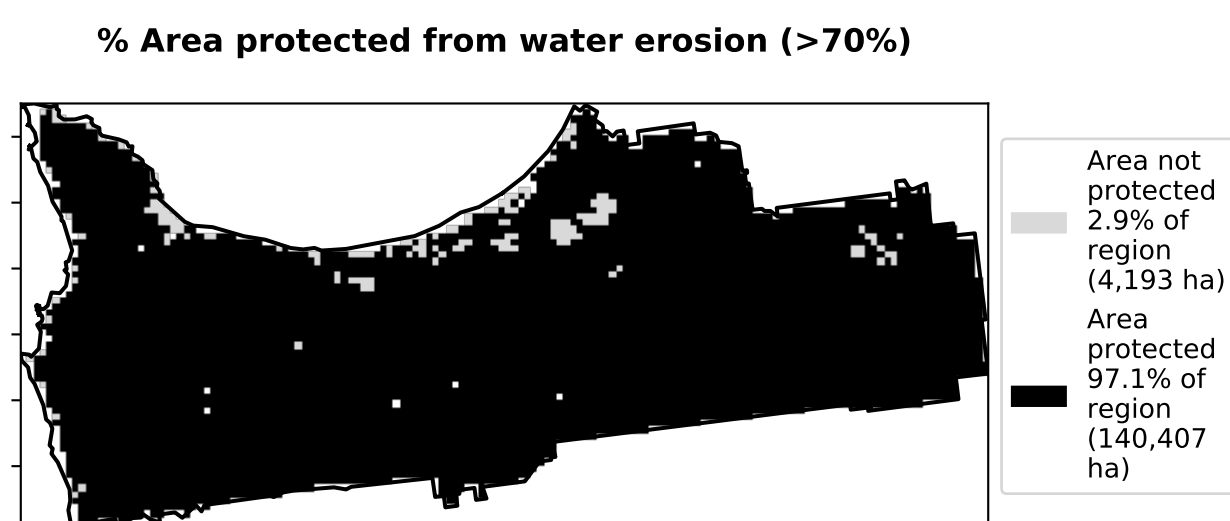 % Area protected from water erosion (>70%)
Area not
protected
2.9% of
region
(4,193 ha)
Area
protected
97.1% of
region
(140,407
ha)